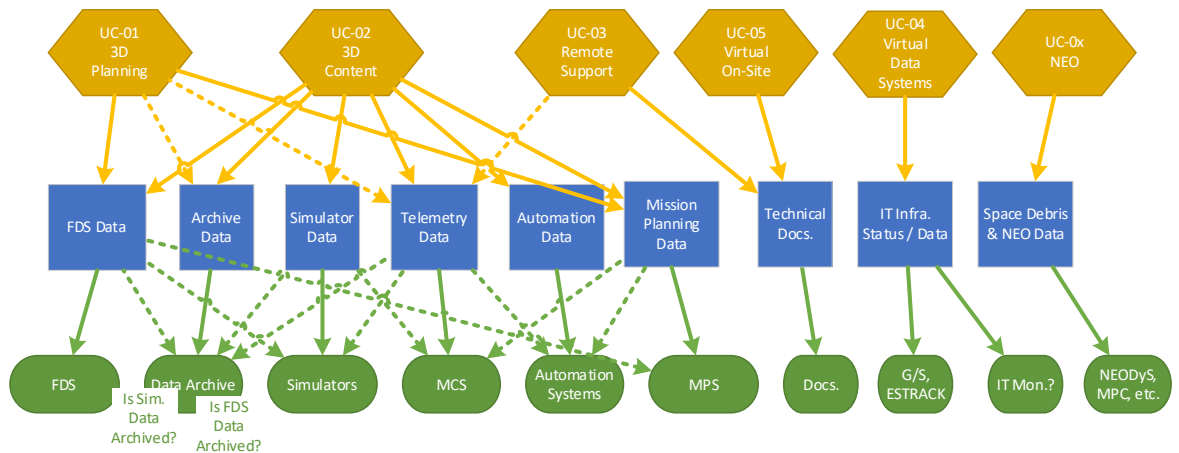 UC-01
3D
Planning
UC-02
3D
Content
UC-03
Remote
Support
UC-05
Virtual
On-Site
UC-04
Virtual
Data
Systems
UC-0x
NEO
FDS Data
Archive
Data
Simulator
Data
Telemetry
Data
Automation
Data
Mission
Planning
Data
Technical
Docs.
IT Infra.
Status / Data
Space Debris
& NEO Data
FDS
Data Archive
Simulators
MCS
Automation
Systems
MPS
Docs.
G/S,
ESTRACK
IT Mon.?
NEODyS,
MPC, etc.
Is Sim.
Data
Archived?
Is FDS
Data
Archived?